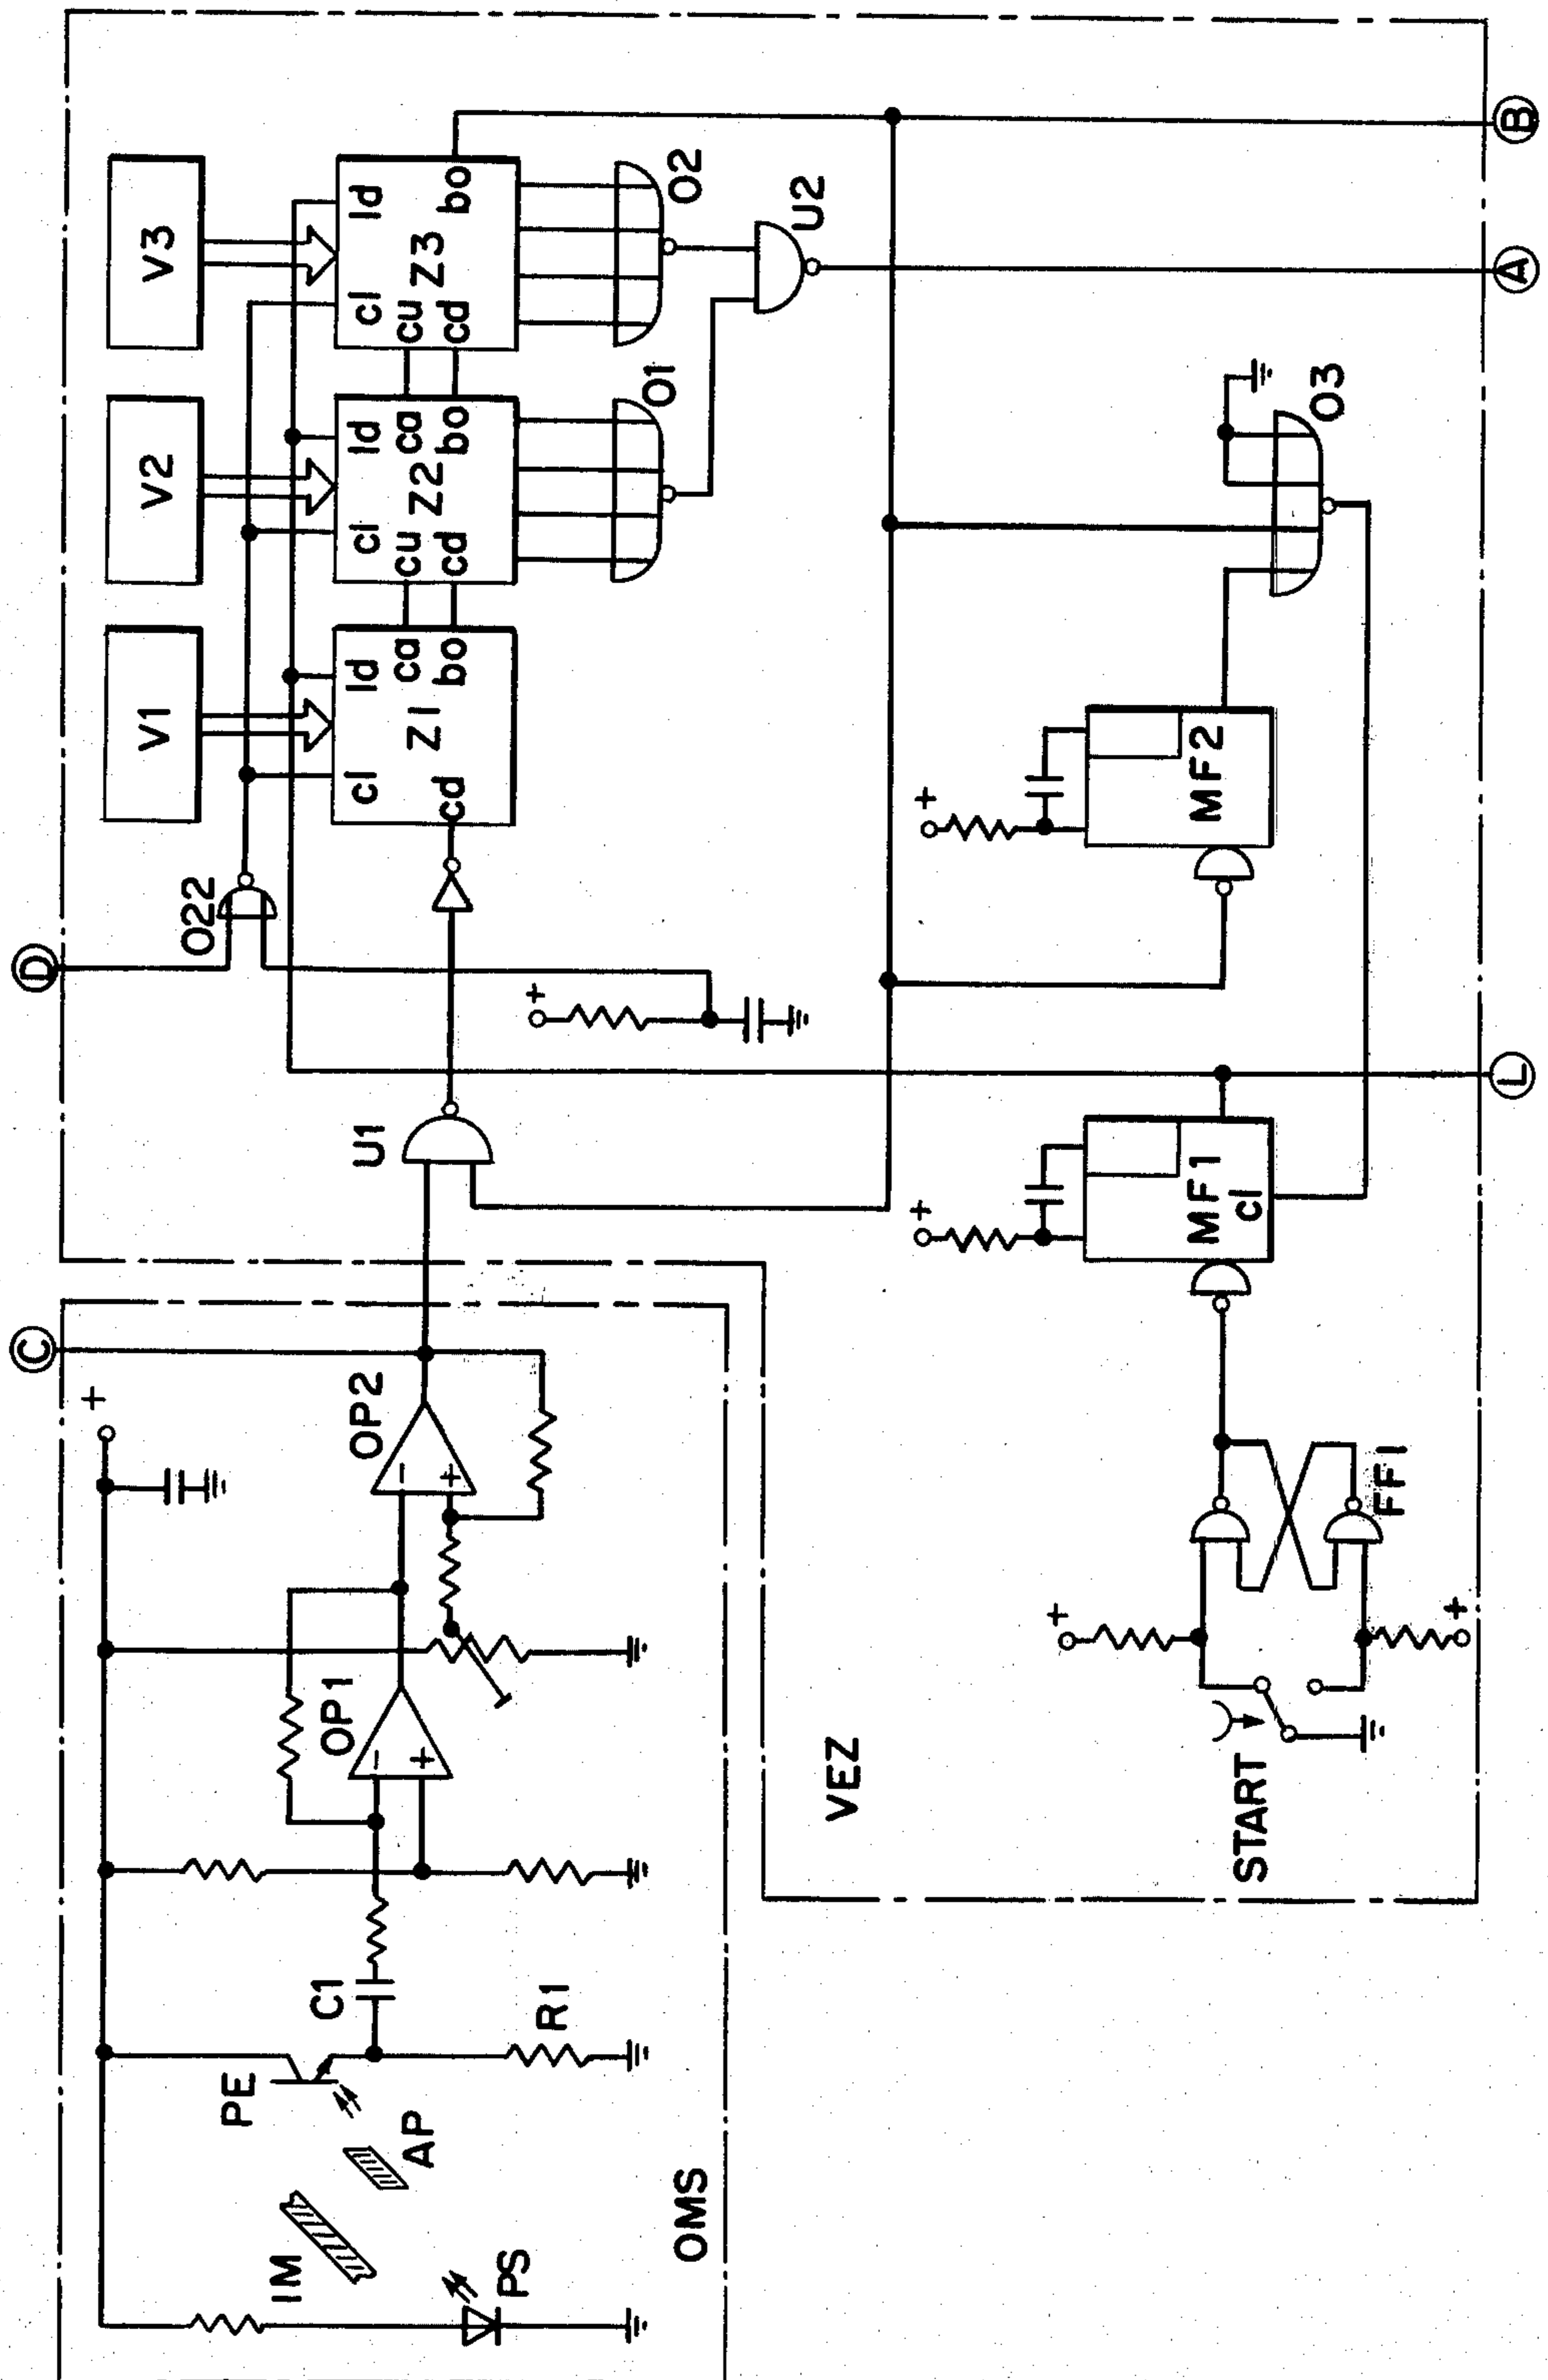 D
C
B
A
L
V1
V2
V3
ld
cl
cd
Z1
ca
bo
ld
cl
cu
cd
Z2
ca
bo
ld
cl
cu
cd
Z3
bo
O22
O1
O2
U1
U2
O3
+
+
MF2
+
MF1
cl
+
OP2
−
+
OP1
−
+
C1
R1
PE
AP
IM
PS
OMS
VEZ
START
FF1
+
+